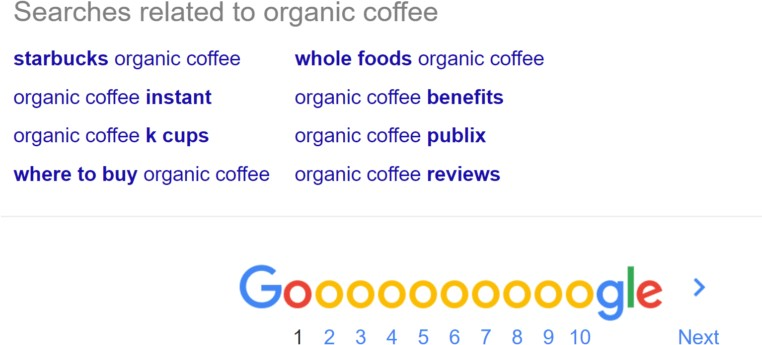 Searches related to organic coffee
starbucks organic coffee
whole foods organic coffee
organic coffee instant
organic coffee benefits
organic coffee k cups
organic coffee publix
where to buy organic coffee
organic coffee reviews
Goooooooooogle >
1 2 3 4 5 6 7 8 9 10 Next